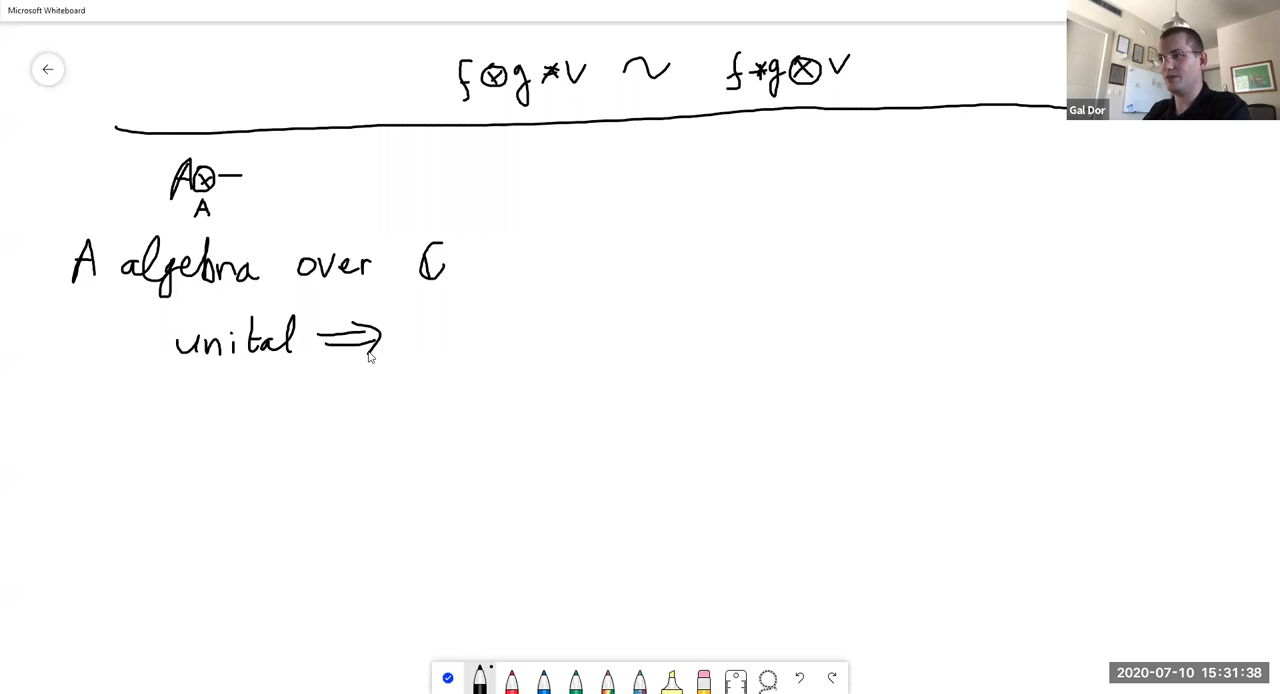 Microsoft Whiteboard
f ⊗ g * v ~ f * g ⊗ v
Gal Dor
A ⊗ –
A
A algebra over ℂ
unital ⟹
2020-07-10 15:31:38